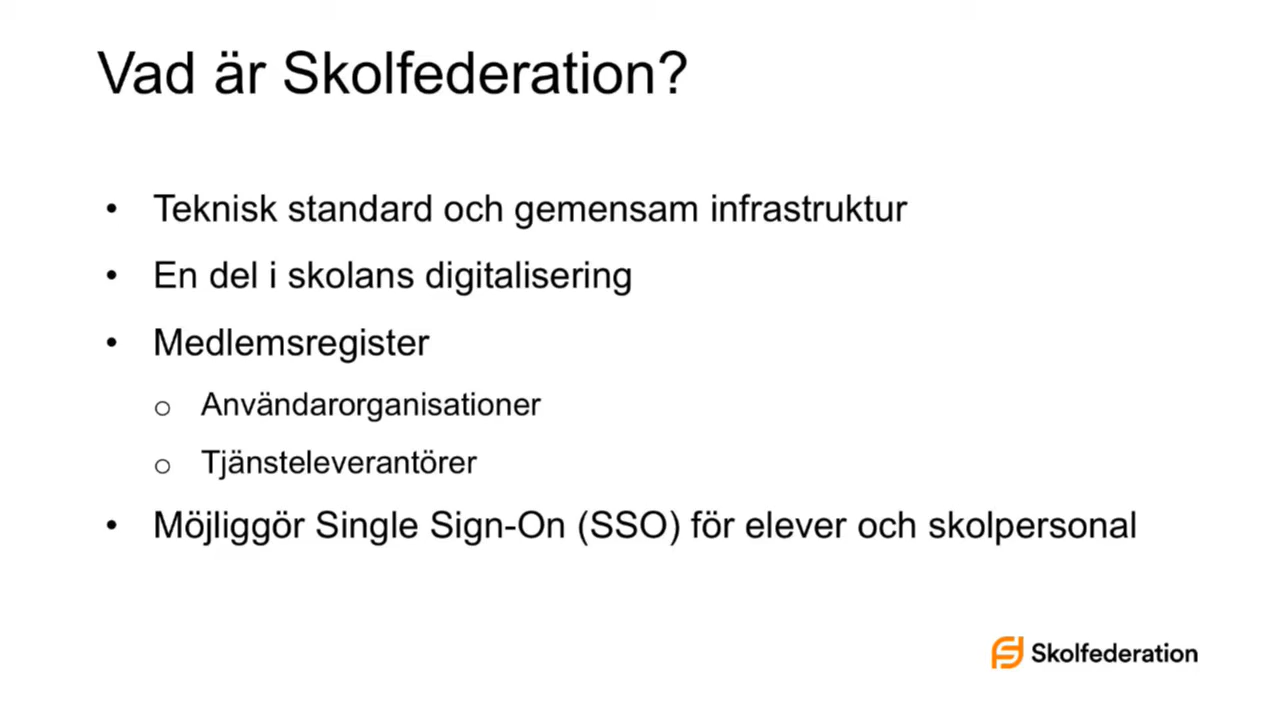 Vad är Skolfederation?
• Teknisk standard och gemensam infrastruktur
• En del i skolans digitalisering
• Medlemsregister
o Användarorganisationer
o Tjänsteleverantörer
• Möjliggör Single Sign-On (SSO) för elever och skolpersonal
Skolfederation